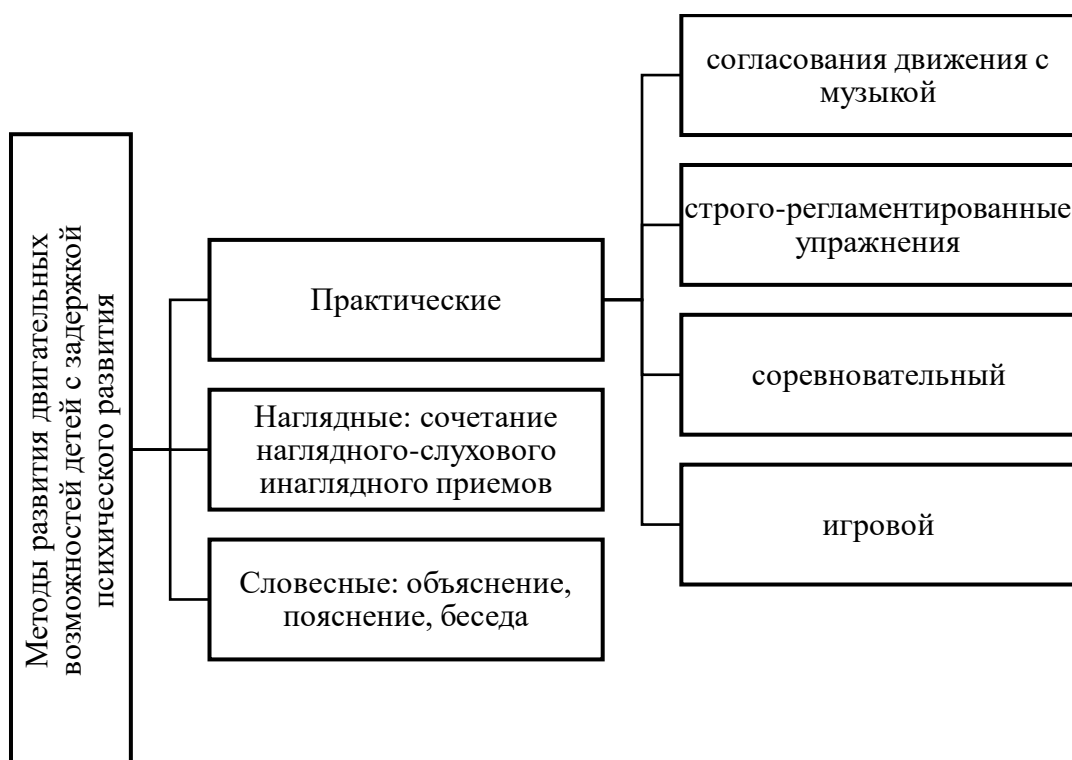 Методы развития двигательных
возможностей детей с задержкой
психического развития
Практические
Наглядные: сочетание
наглядного-слухового
инаглядного приемов
Словесные: объяснение,
пояснение, беседа
согласования движения с
музыкой
строго-регламентированные
упражнения
соревновательный
игровой